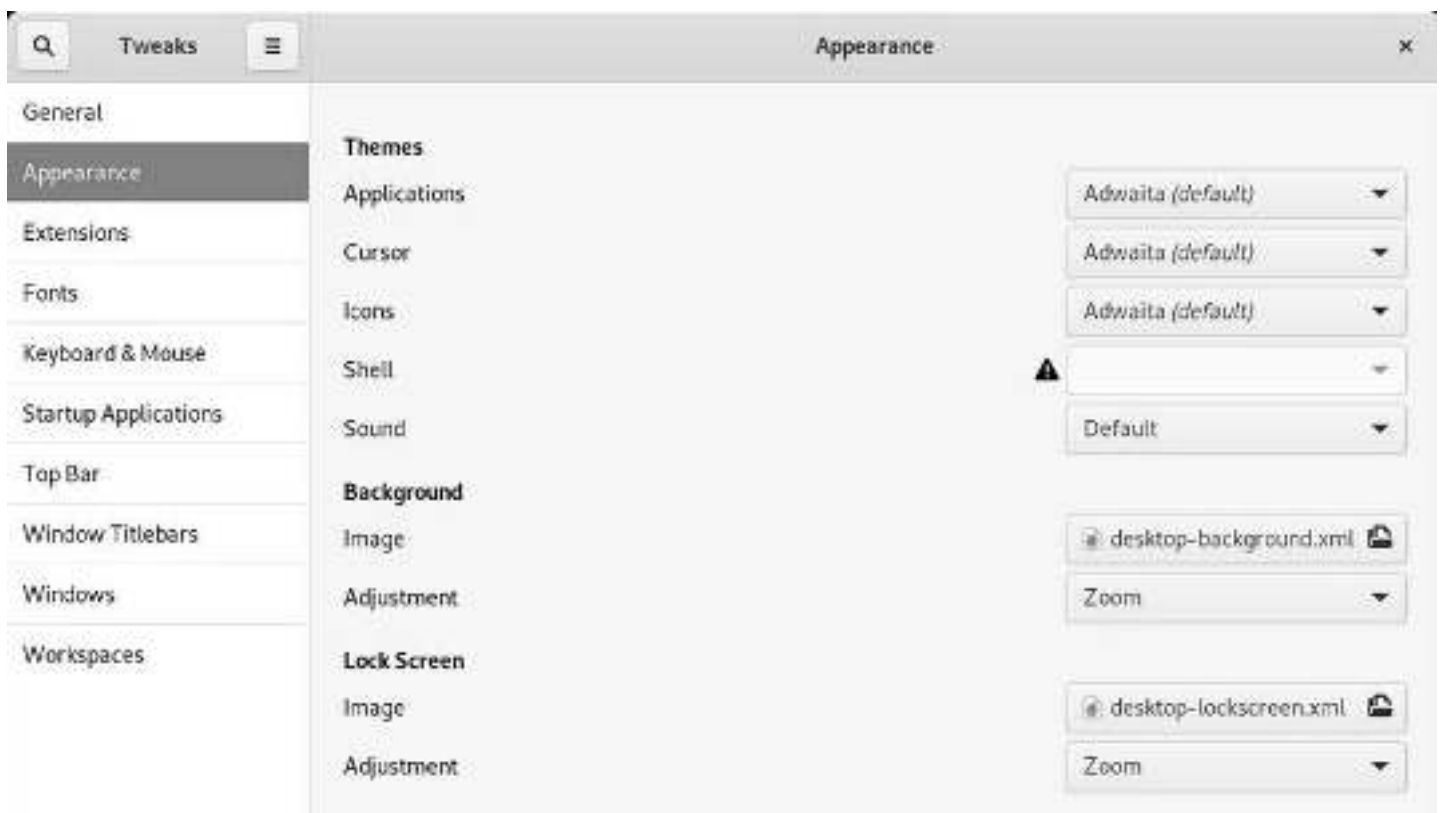 Tweaks
Appearance
General
Appearance
Extensions
Fonts
Keyboard & Mouse
Startup Applications
Top Bar
Window Titlebars
Windows
Workspaces
Themes
Applications Adwaita (default)
Cursor Adwaita (default)
Icons Adwaita (default)
Shell
Sound Default
Background
Image desktop-background.xml
Adjustment Zoom
Lock Screen
Image desktop-lockscreen.xml
Adjustment Zoom